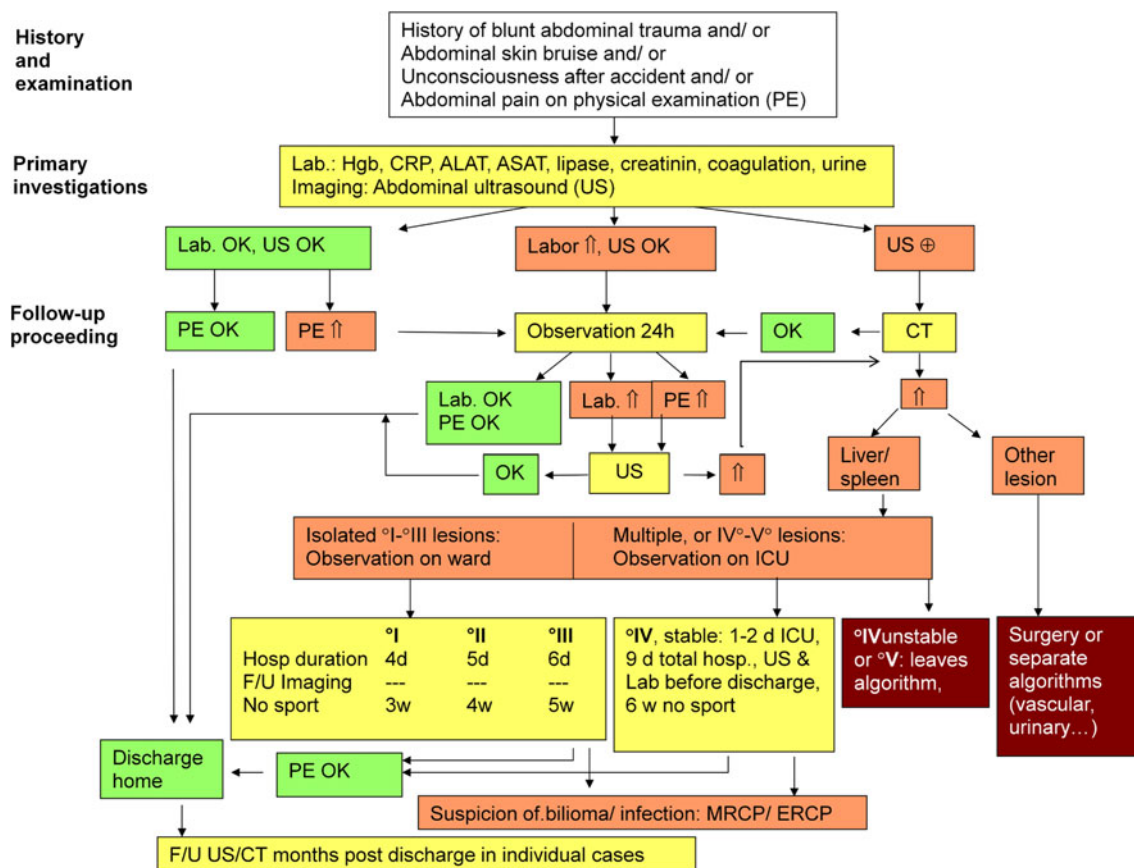 History
and
examination
History of blunt abdominal trauma and/ or
Abdominal skin bruise and/ or
Unconsciousness after accident and/ or
Abdominal pain on physical examination (PE)
Primary
investigations
Lab.: Hgb, CRP, ALAT, ASAT, lipase, creatinin, coagulation, urine
Imaging: Abdominal ultrasound (US)
Lab. OK, US OK
Labor ⇑, US OK
US ⊕
Follow-up
proceeding
PE OK
PE ⇑
Observation 24h
OK
CT
Lab. OK
PE OK
Lab. ⇑
PE ⇑
⇑
OK
US
⇑
Liver/
spleen
Other
lesion
Isolated °I-°III lesions:
Observation on ward
Multiple, or IV°-V° lesions:
Observation on ICU
°I °II °III
Hosp duration 4d 5d 6d
F/U Imaging --- --- ---
No sport 3w 4w 5w
°IV, stable: 1-2 d ICU,
9 d total hosp., US &
Lab before discharge,
6 w no sport
°IVunstable
or °V: leaves
algorithm,
Surgery or
separate
algorithms
(vascular,
urinary…)
Discharge
home
PE OK
Suspicion of.bilioma/ infection: MRCP/ ERCP
F/U US/CT months post discharge in individual cases